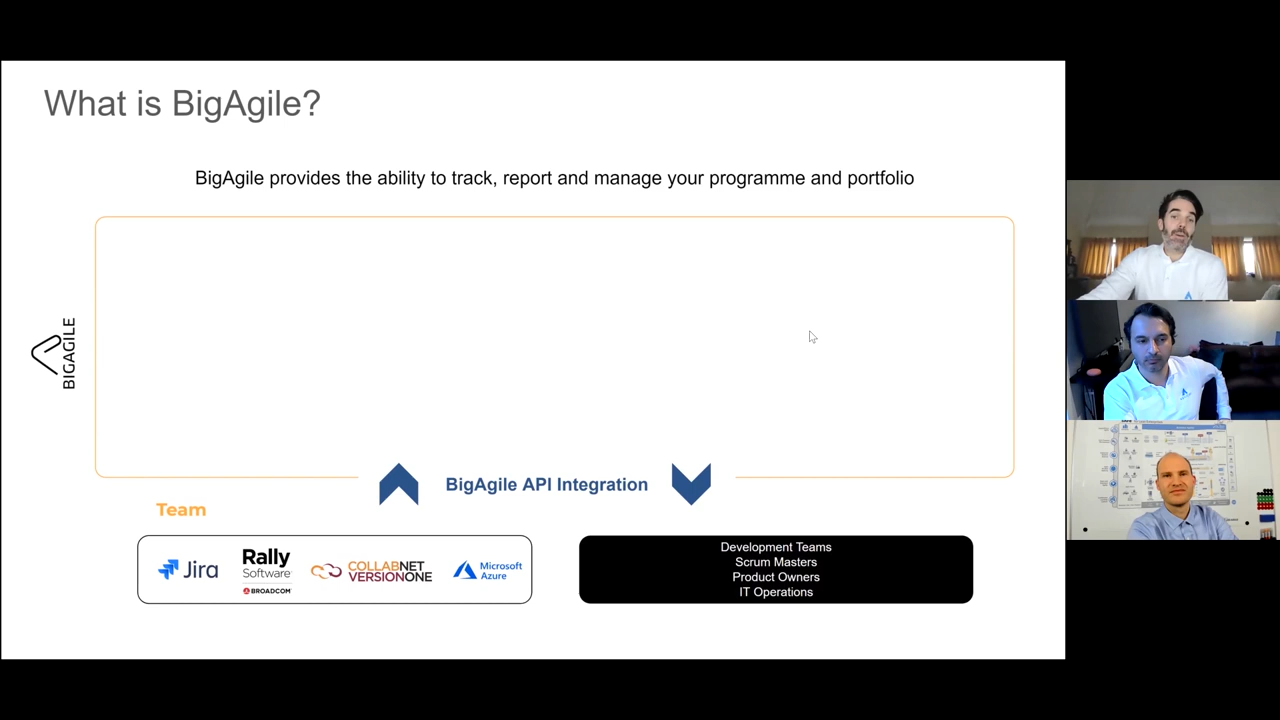 What is BigAgile?
BigAgile provides the ability to track, report and manage your programme and portfolio
BIGAGILE
BigAgile API Integration
Team
Jira
Rally
Software
BROADCOM
COLLABNET
VERSIONONE
Microsoft
Azure
Development Teams
Scrum Masters
Product Owners
IT Operations